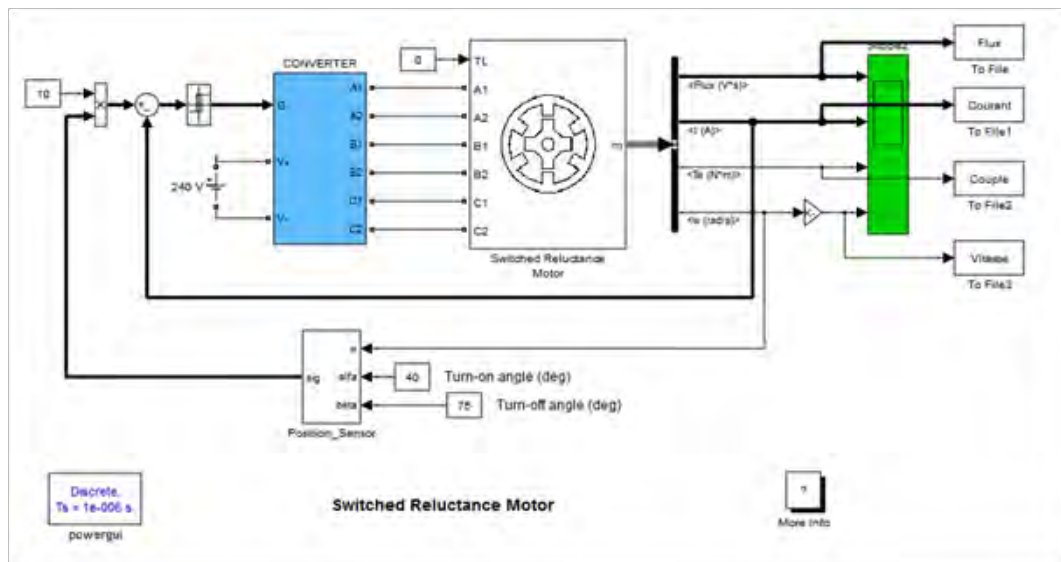 Flux
To File
10
CONVERTER
0
TL
A1
A1
<Flux (V*s)>
G
A2
A2
Courant
<I (A)>
To File1
B1
B1
m
V+
B2
B2
240 V
<Te (N*m)>
Couple
C1
C1
To File2
V-
C2
C2
<w (rad/s)>
Switched Reluctance
Motor
Vitesse
To File3
w
sig
alfa
40
Turn-on angle (deg)
beta
75
Turn-off angle (deg)
Position_Sensor
Discrete,
Ts = 1e-006 s
powergui
Switched Reluctance Motor
?
More Info